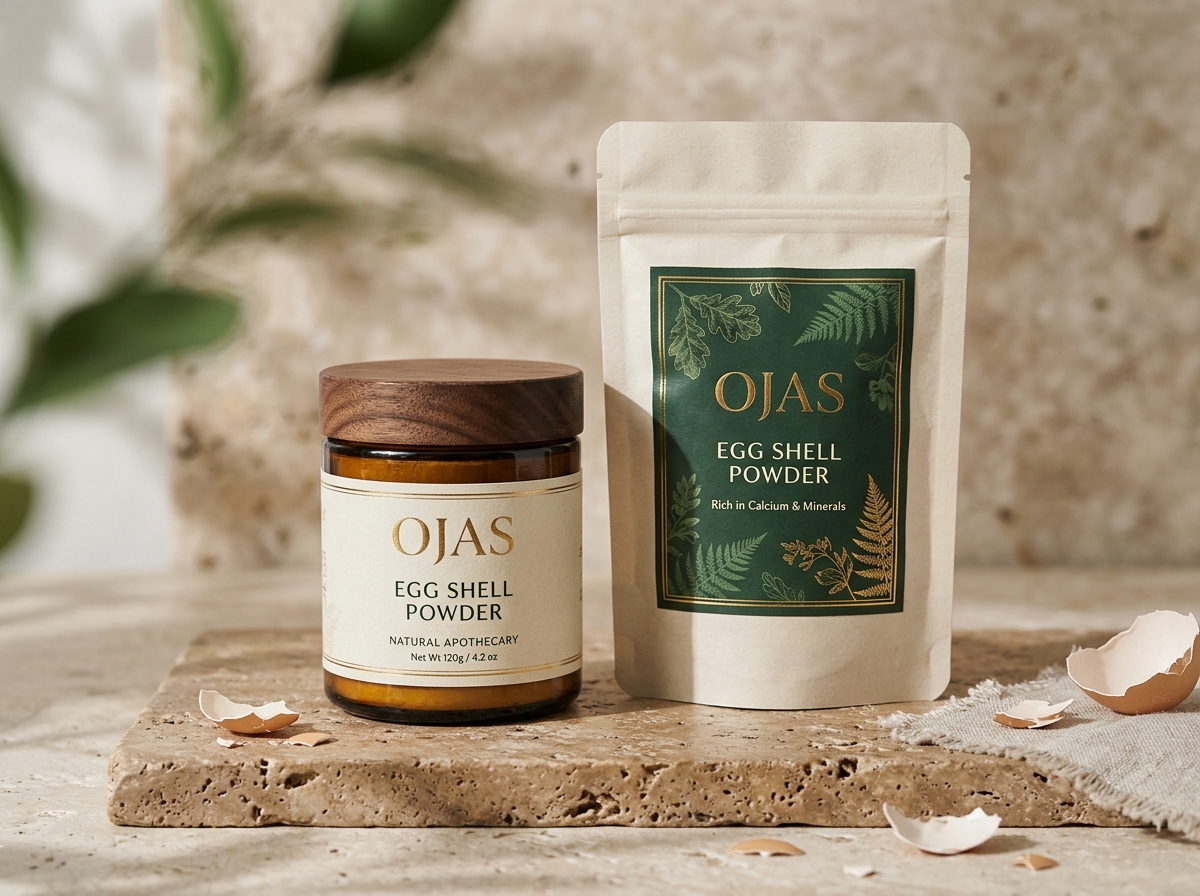 OJAS
EGG SHELL
POWDER
NATURAL APOTHECARY
Net Wt 120g / 4.2 oz
OJAS
EGG SHELL
POWDER
Rich in Calcium & Minerals